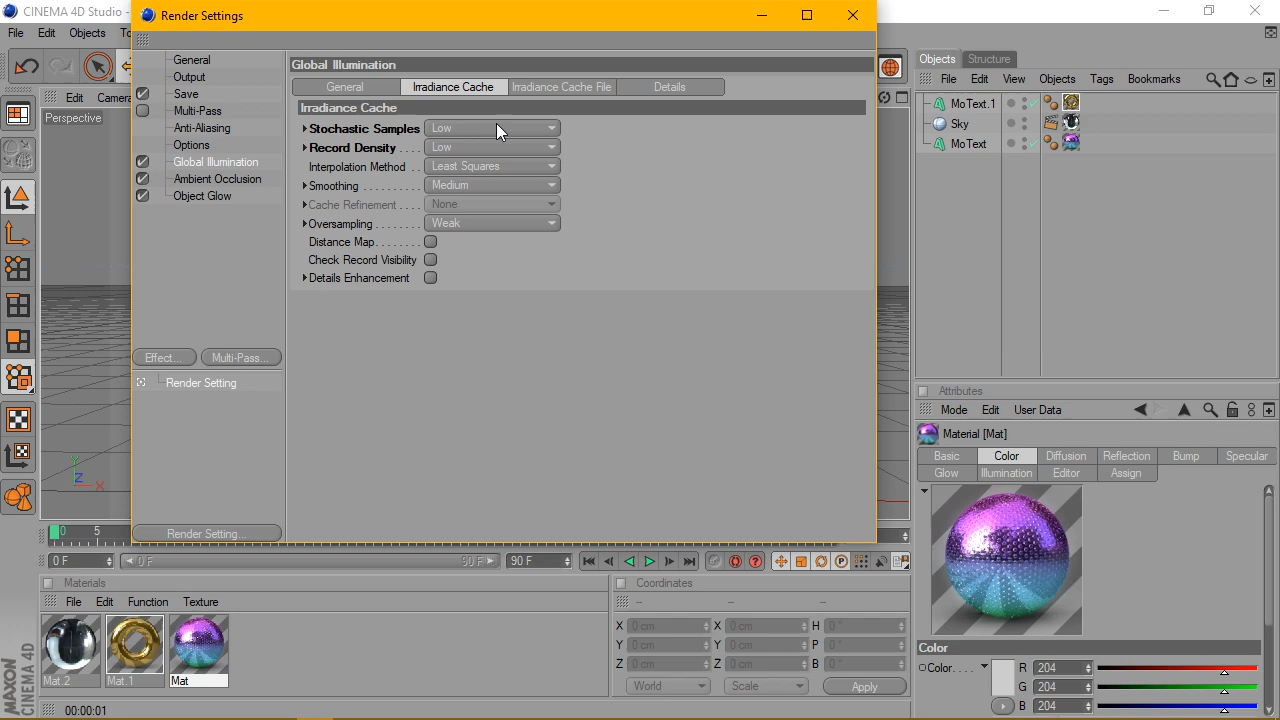 CINEMA 4D Studio -
Render Settings
File Edit Objects
General
Output
Save
Multi-Pass
Anti-Aliasing
Options
Global Illumination
Ambient Occlusion
Object Glow
Effect... Multi-Pass...
Render Setting
Render Setting...
Global Illumination
General Irradiance Cache Irradiance Cache File Details
Irradiance Cache
Stochastic Samples Low
Record Density . . . . Low
Interpolation Method . . Least Squares
Smoothing . . . . . . . . . Medium
Cache Refinement . . . . None
Oversampling . . . . . . . Weak
Distance Map. . . . . . . .
Check Record Visibility
Details Enhancement
Edit
Perspective
Y
Z X
Objects Structure
File Edit View Objects Tags Bookmarks
MoText.1
Sky
MoText
Attributes
Mode Edit User Data
Material [Mat]
Basic Color Diffusion Reflection Bump Specular
Glow Illumination Editor Assign
Color
Color. . . . R 204
G 204
B 204
0 5
0 F 0 F 90 F 90 F
Materials
File Edit Function Texture
Mat.2 Mat.1 Mat
Coordinates
-- -- --
X 0 cm X 0 cm H 0 °
Y 0 cm Y 0 cm P 0 °
Z 0 cm Z 0 cm B 0 °
World Scale Apply
MAXON
CINEMA 4D
00:00:01